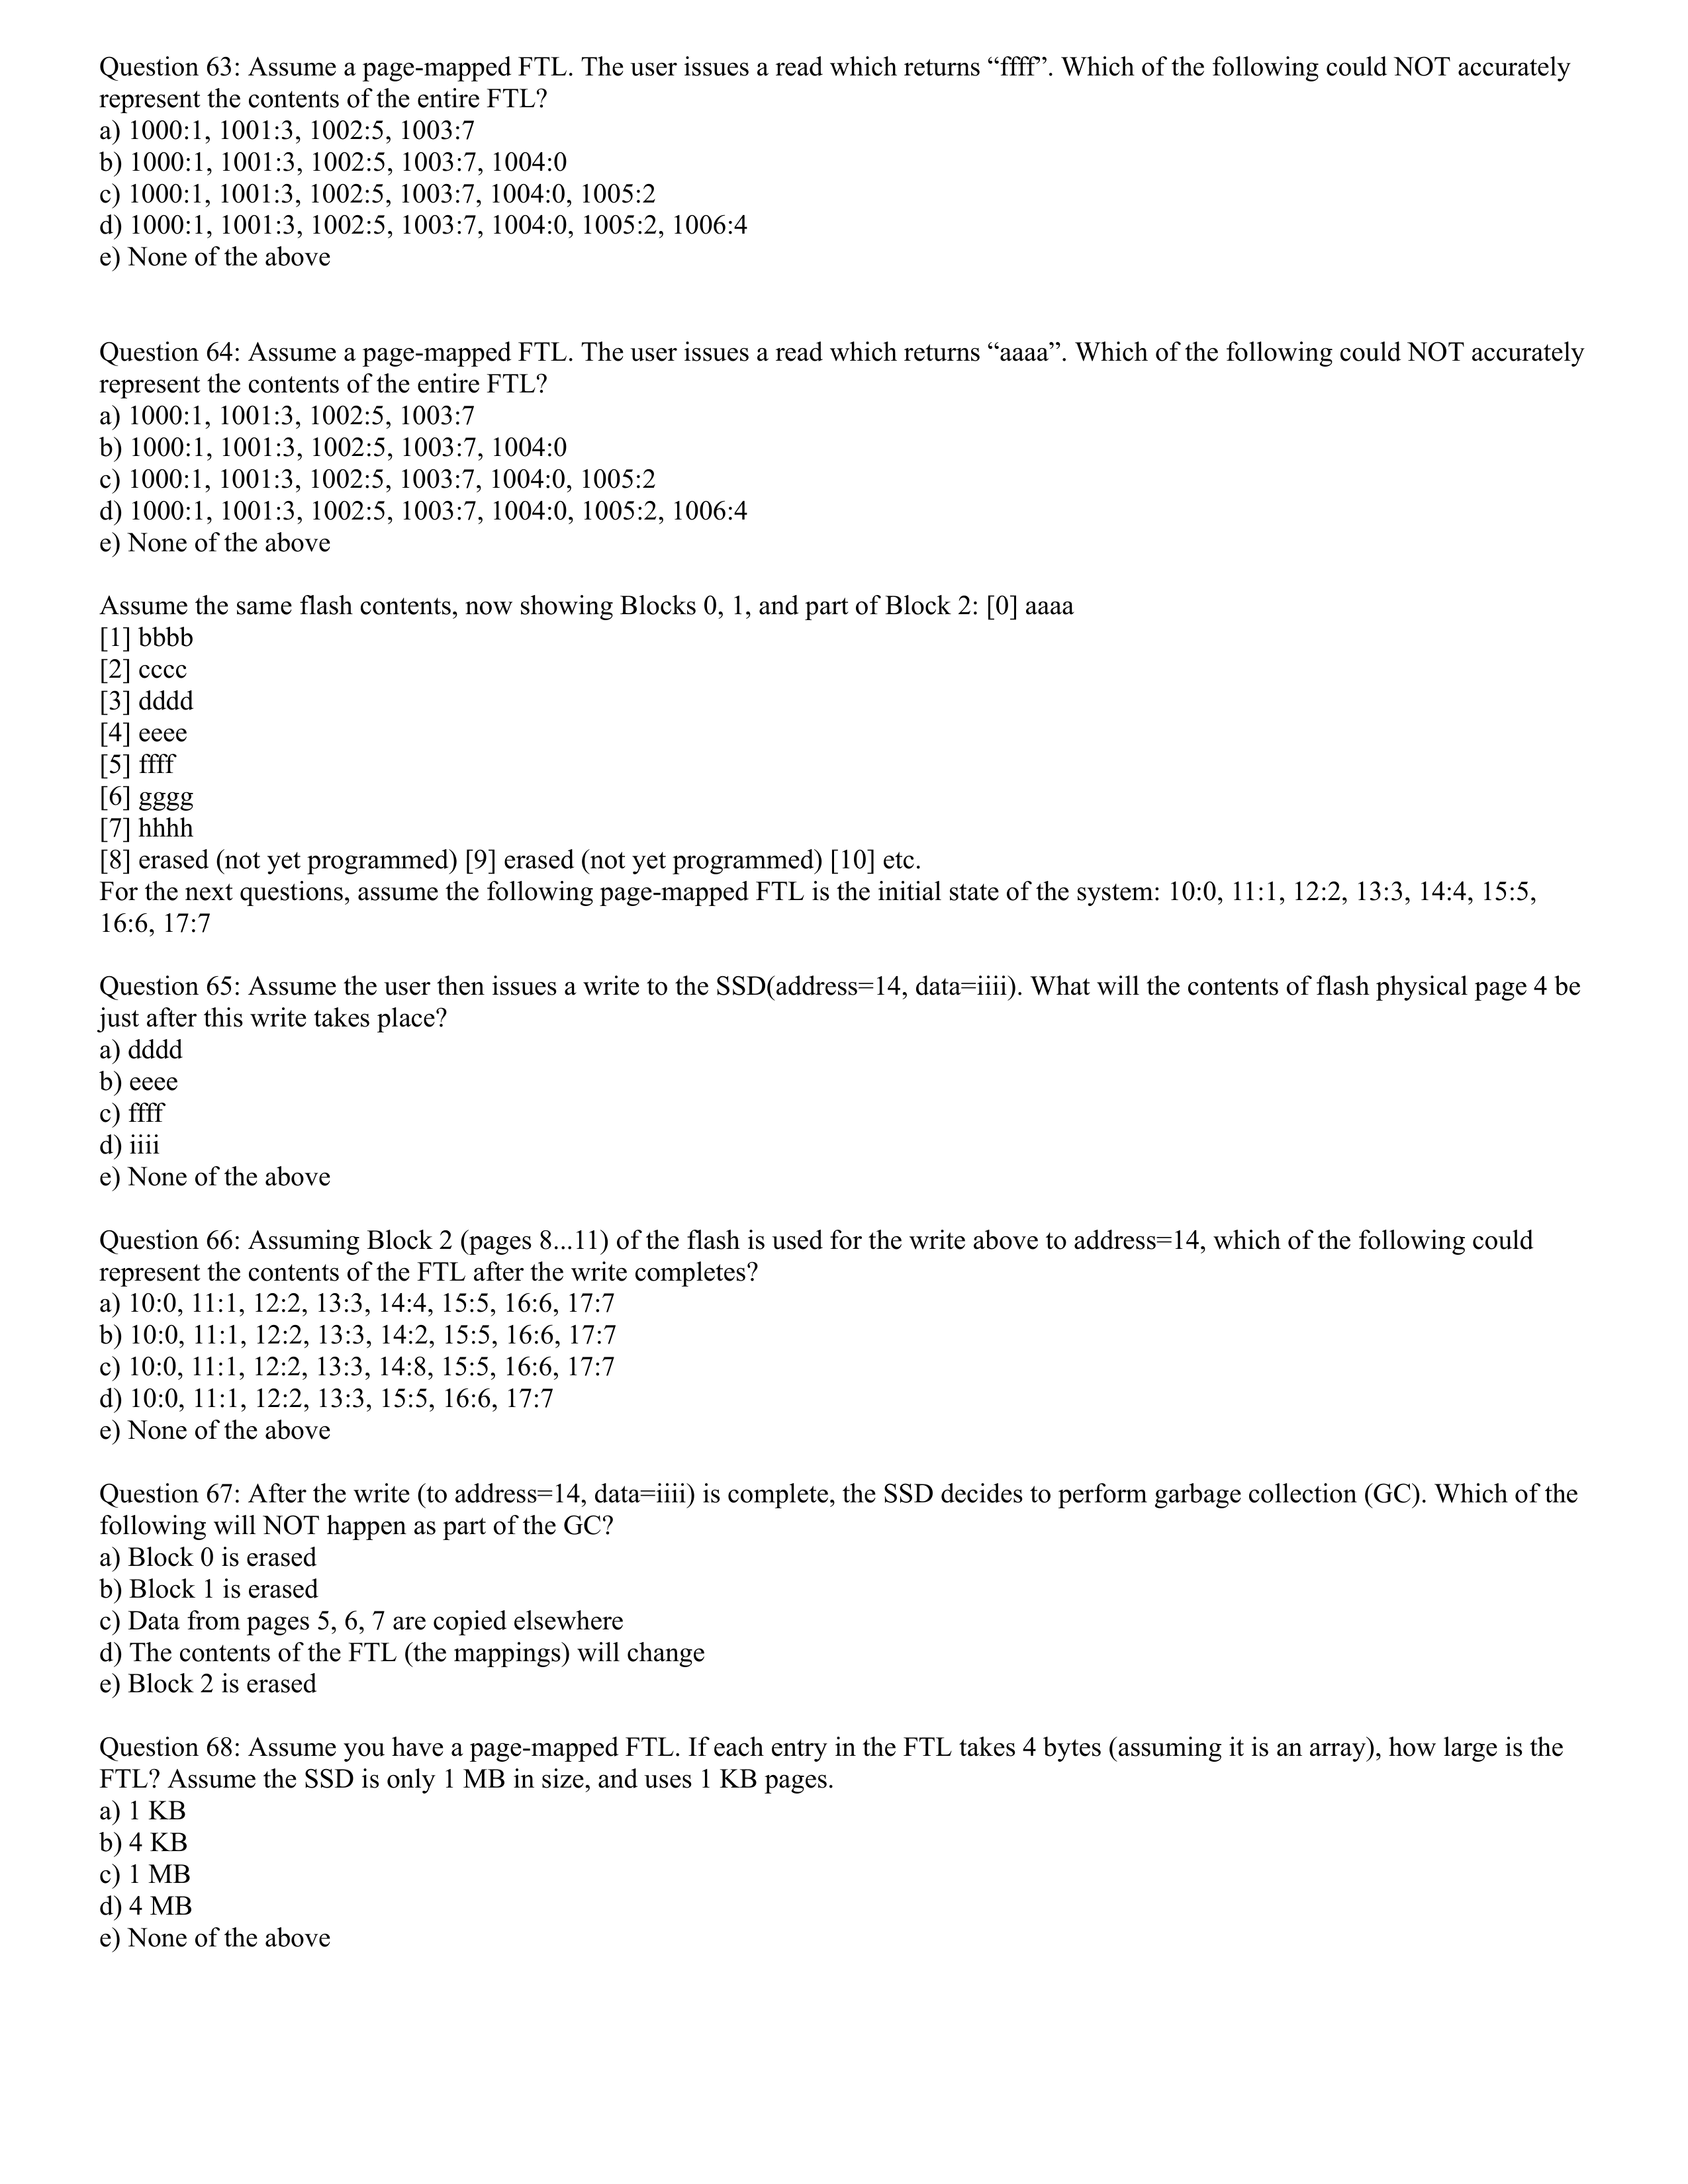 Question 63: Assume a page-mapped FTL. The user issues a read which returns “ffff”. Which of the following could NOT accurately
represent the contents of the entire FTL?
a) 1000:1, 1001:3, 1002:5, 1003:7
b) 1000:1, 1001:3, 1002:5, 1003:7, 1004:0
c) 1000:1, 1001:3, 1002:5, 1003:7, 1004:0, 1005:2
d) 1000:1, 1001:3, 1002:5, 1003:7, 1004:0, 1005:2, 1006:4
e) None of the above
Question 64: Assume a page-mapped FTL. The user issues a read which returns “aaaa”. Which of the following could NOT accurately
represent the contents of the entire FTL?
a) 1000:1, 1001:3, 1002:5, 1003:7
b) 1000:1, 1001:3, 1002:5, 1003:7, 1004:0
c) 1000:1, 1001:3, 1002:5, 1003:7, 1004:0, 1005:2
d) 1000:1, 1001:3, 1002:5, 1003:7, 1004:0, 1005:2, 1006:4
e) None of the above
Assume the same flash contents, now showing Blocks 0, 1, and part of Block 2: [0] aaaa
[1] bbbb
[2] cccc
[3] dddd
[4] eeee
[5] ffff
[6] gggg
[7] hhhh
[8] erased (not yet programmed) [9] erased (not yet programmed) [10] etc.
For the next questions, assume the following page-mapped FTL is the initial state of the system: 10:0, 11:1, 12:2, 13:3, 14:4, 15:5,
16:6, 17:7
Question 65: Assume the user then issues a write to the SSD(address=14, data=iiii). What will the contents of flash physical page 4 be
just after this write takes place?
a) dddd
b) eeee
c) ffff
d) iiii
e) None of the above
Question 66: Assuming Block 2 (pages 8...11) of the flash is used for the write above to address=14, which of the following could
represent the contents of the FTL after the write completes?
a) 10:0, 11:1, 12:2, 13:3, 14:4, 15:5, 16:6, 17:7
b) 10:0, 11:1, 12:2, 13:3, 14:2, 15:5, 16:6, 17:7
c) 10:0, 11:1, 12:2, 13:3, 14:8, 15:5, 16:6, 17:7
d) 10:0, 11:1, 12:2, 13:3, 15:5, 16:6, 17:7
e) None of the above
Question 67: After the write (to address=14, data=iiii) is complete, the SSD decides to perform garbage collection (GC). Which of the
following will NOT happen as part of the GC?
a) Block 0 is erased
b) Block 1 is erased
c) Data from pages 5, 6, 7 are copied elsewhere
d) The contents of the FTL (the mappings) will change
e) Block 2 is erased
Question 68: Assume you have a page-mapped FTL. If each entry in the FTL takes 4 bytes (assuming it is an array), how large is the
FTL? Assume the SSD is only 1 MB in size, and uses 1 KB pages.
a) 1 KB
b) 4 KB
c) 1 MB
d) 4 MB
e) None of the above